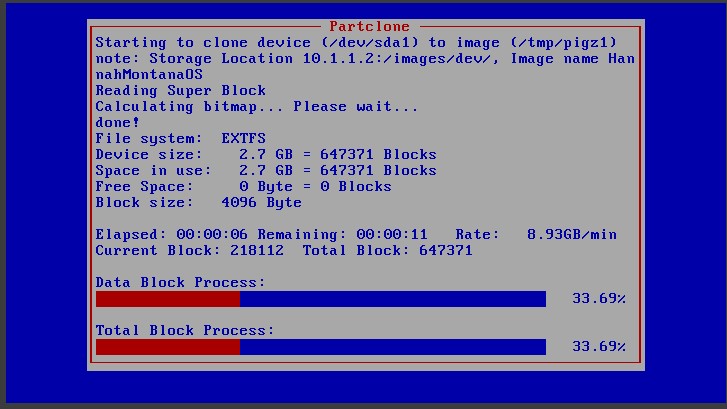 Partclone
Starting to clone device (/dev/sda1) to image (/tmp/pigz1)
note: Storage Location 10.1.1.2:/images/dev/, Image name Han
nahMontanaOS
Reading Super Block
Calculating bitmap... Please wait...
done!
File system:  EXTFS
Device size:    2.7 GB = 647371 Blocks
Space in use:   2.7 GB = 647371 Blocks
Free Space:     0 Byte = 0 Blocks
Block size:   4096 Byte
Elapsed: 00:00:06 Remaining: 00:00:11   Rate:   8.93GB/min
Current Block: 218112  Total Block: 647371
Data Block Process:
33.69%
Total Block Process:
33.69%